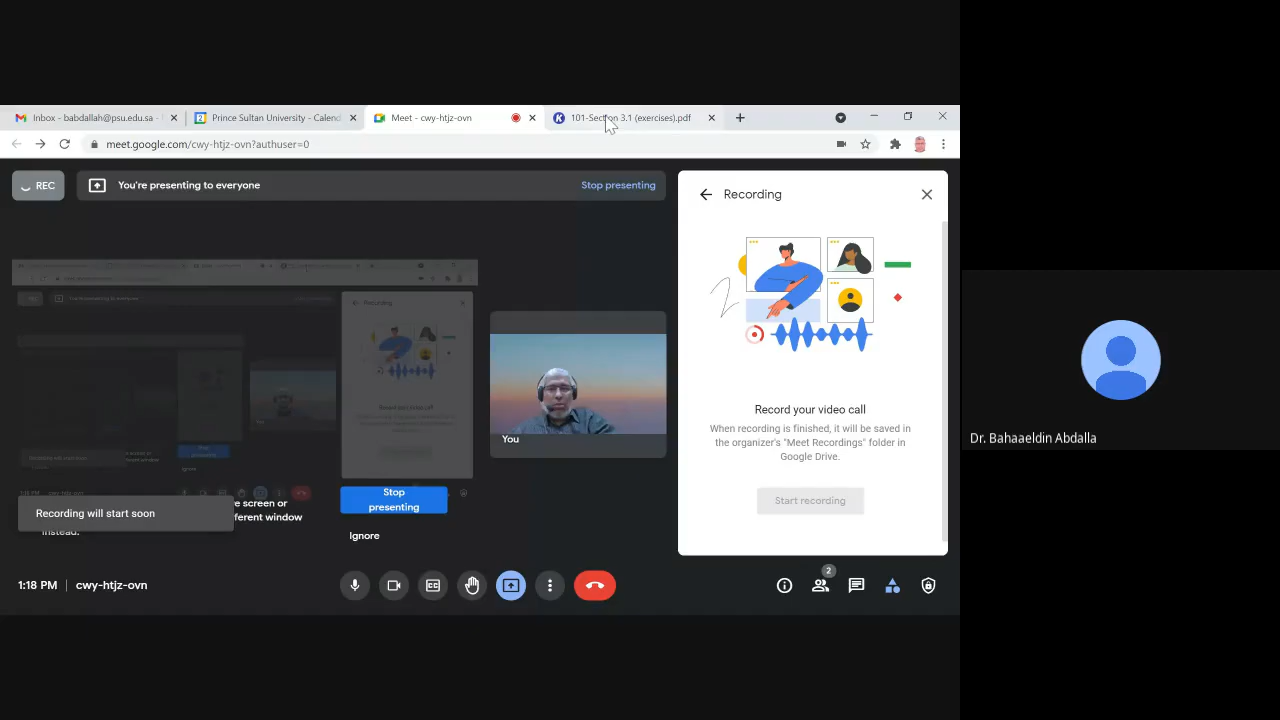 Inbox - babdallah@psu.edu.sa -
Prince Sultan University - Calend
Meet - cwy-htjz-ovn
101-Section 3.1 (exercises).pdf
meet.google.com/cwy-htjz-ovn?authuser=0
REC
You're presenting to everyone
Stop presenting
Recording
Recording
You
Record your video call
When recording is finished, it will be saved in
the organizer's "Meet Recordings" folder in
Google Drive.
Start recording
Stop
presenting
Ignore
Recording will start soon
screen or
ferent window
instead.
1:18 PM
cwy-htjz-ovn
2
Dr. Bahaaeldin Abdalla